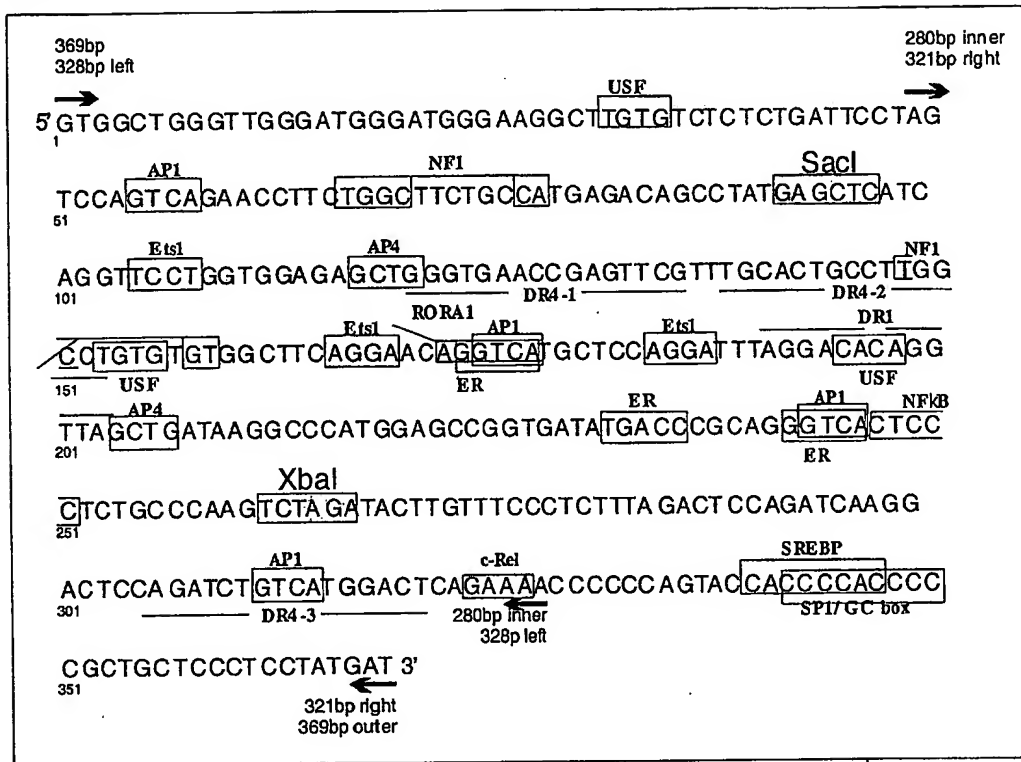 369bp 280bp inner
328bp left 321bp right
USF
5' GTGGCTGGGTTGGGATGGGATGGGAAGGCTTGTGTCTCTCTGATTCCTAG
1
AP1 NF1 SacI
TCCAGTCAGAACCTTCTGGCTTCTGCCATGAGACAGCCTATGAGCTCATC
51
Ets1 AP4 NF1
AGGTTCCTGGTGGAGAGCTGGGTGAACCGAGTTCGTTTGCACTGCCTTGG
101 DR4-1 DR4-2
RORA1
Ets1 AP1 Ets1 DR1
CCTGTGTGTGGCTTCAGGAACAGGTCATGCTCCAGGATTTAGGACACAGG
151 USF ER USF
AP4 ER AP1 NFkB
TTAGCTGATAAGGCCCATGGAGCCGGTGATATGACCCGCAGGGTCACTCC
201 ER
XbaI
CTCTGCCCAAGTCTAGATACTTGTTTCCCTCTTTAGACTCCAGATCAAGG
251
AP1 c-Rel SREBP
ACTCCAGATCTGTCATGGACTCAGAAAACCCCCCAGTACCACCCCCACCCC
301 DR4-3 280bp inner SP1/ GC box
328p left
CGCTGCTCCCTCCTATGAT 3'
351
321bp right
369bp outer